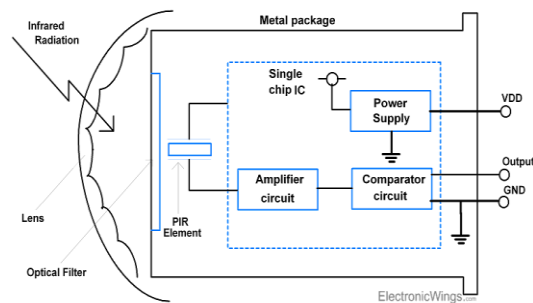 Infrared
Radiation
Metal package
Single
chip IC
Power
Supply
VDD
Amplifier
circuit
Comparator
circuit
Output
GND
PIR
Element
Lens
Optical Filter
ElectronicWings.com